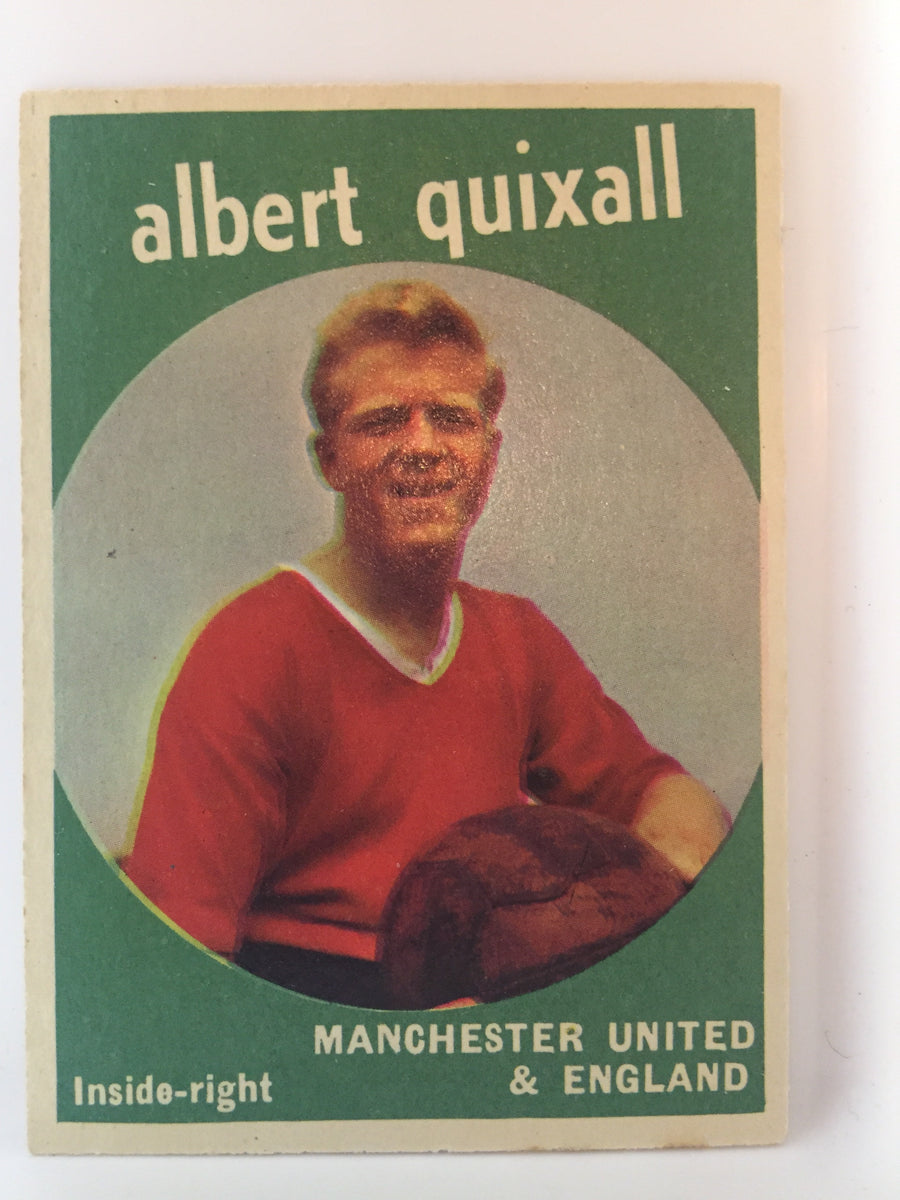 albert quixall
MANCHESTER UNITED
& ENGLAND
Inside-right